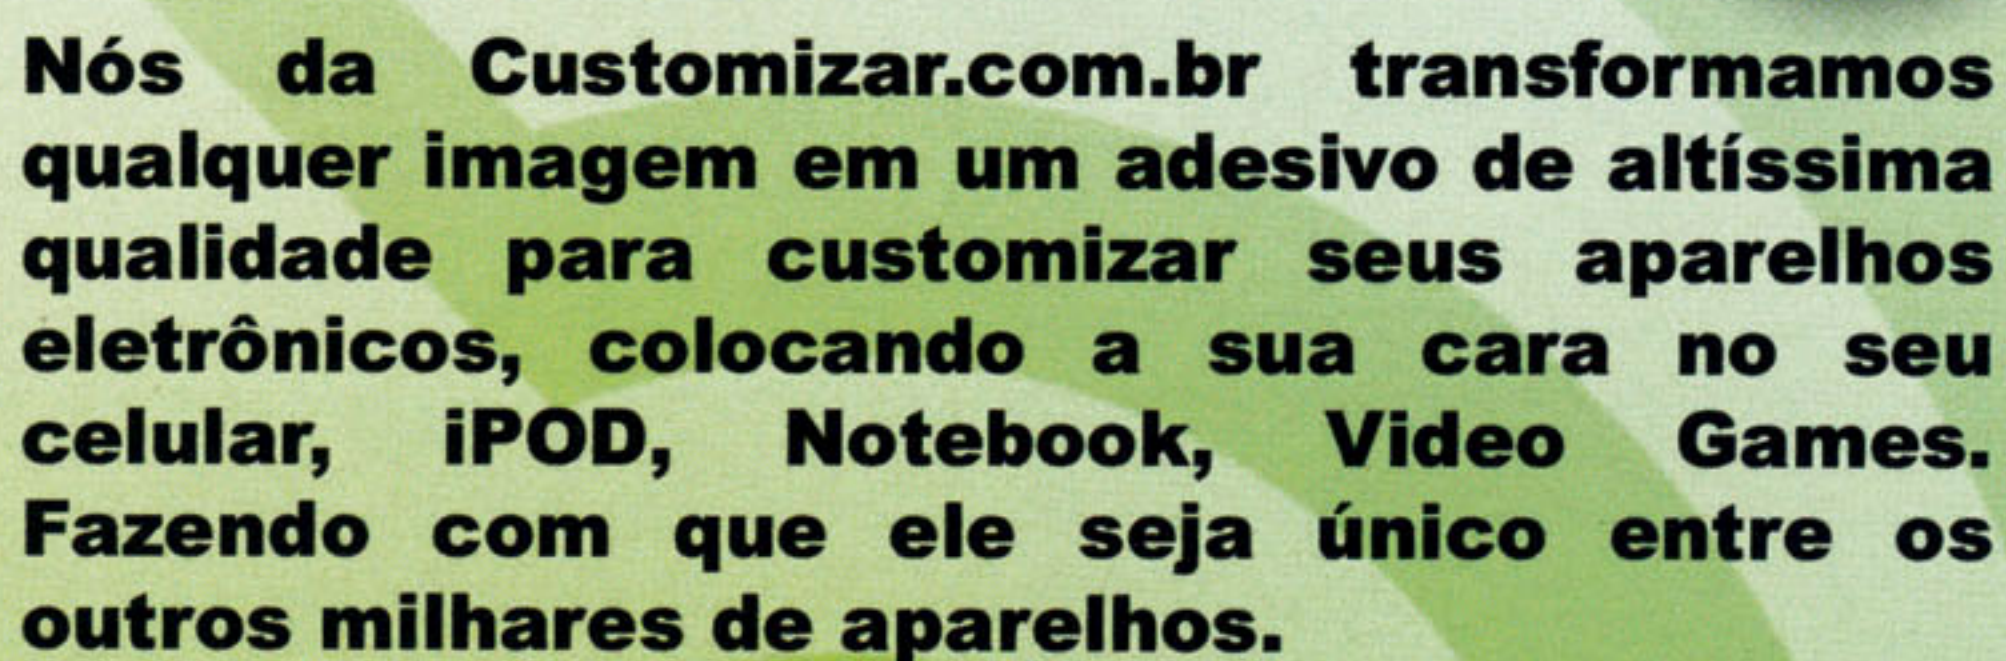 Nós da Customizar.com.br transformamos
qualquer imagem em um adesivo de altíssima
qualidade para customizar seus aparelhos
eletrônicos, colocando a sua cara no seu
celular, iPOD, Notebook, Video Games.
Fazendo com que ele seja único entre os
outros milhares de aparelhos.